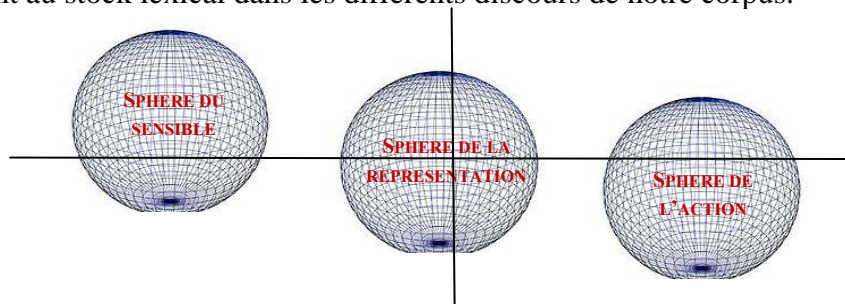 nt au stock lexical dans les différents discours de notre corpus.
SPHERE DU
SENSIBLE
SPHERE DE LA
REPRESENTATION
SPHERE DE
L'ACTION